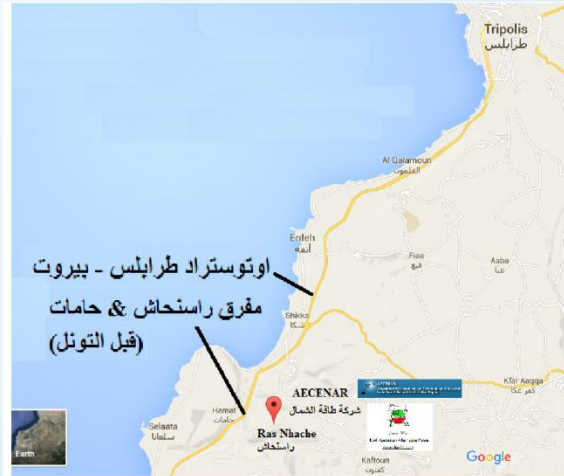 Tripolis
طرابلس
Al Qalamoun
القلمون
Enfeh
أنفه
اوتوستراد طرابلس - بيروت
Fiaa
فيع
Aaba
عبا
مفرق راسنحاش & حامات
Shikka
شكا
(قبل التونل)
Kfar Aaqqa
كفر عقا
AECENAR
شركة طاقة الشمال
Hamat
حامات
Selaata
سلعاتا
Ras Nhache
راسنحاش
Earth
Kaftoun
كفتون
Google